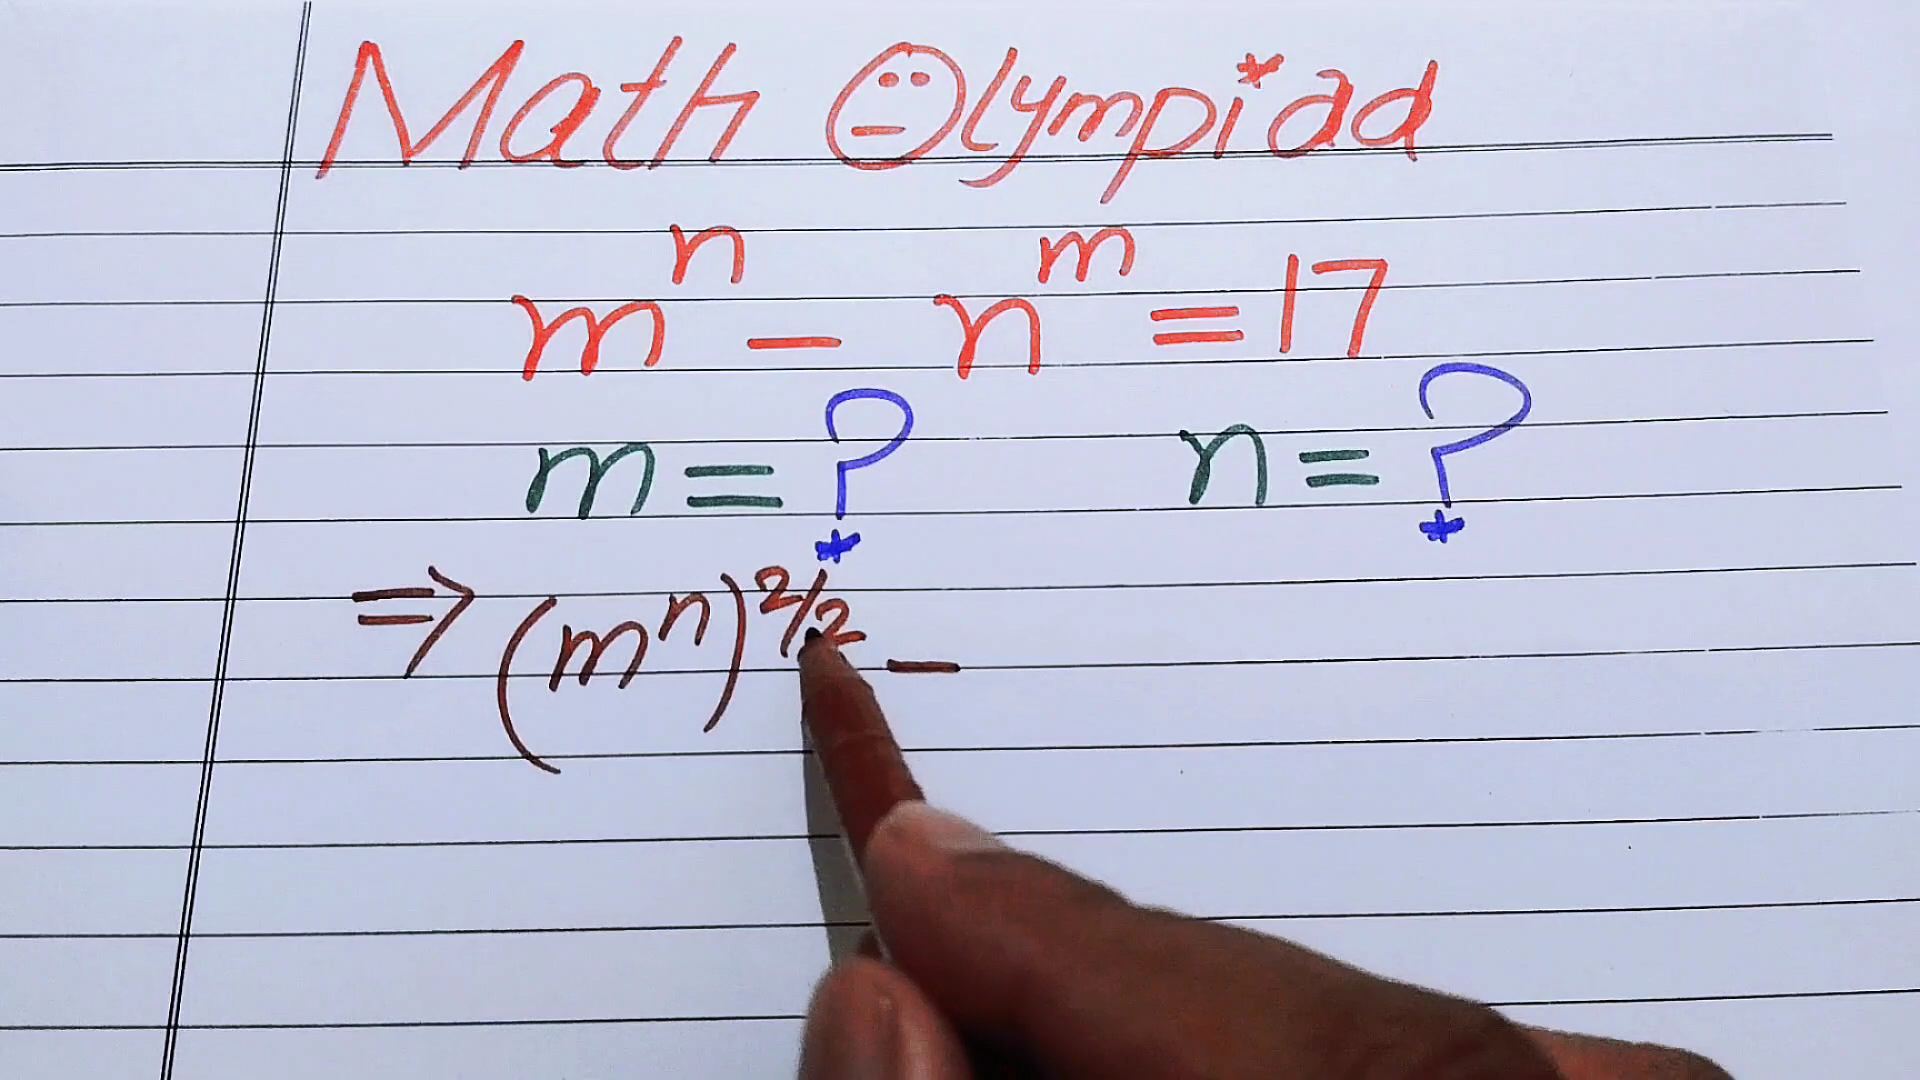 Math Olympiad
m^n - n^m = 17
m = ? n = ?
⇒ (m^n)^2/2 -